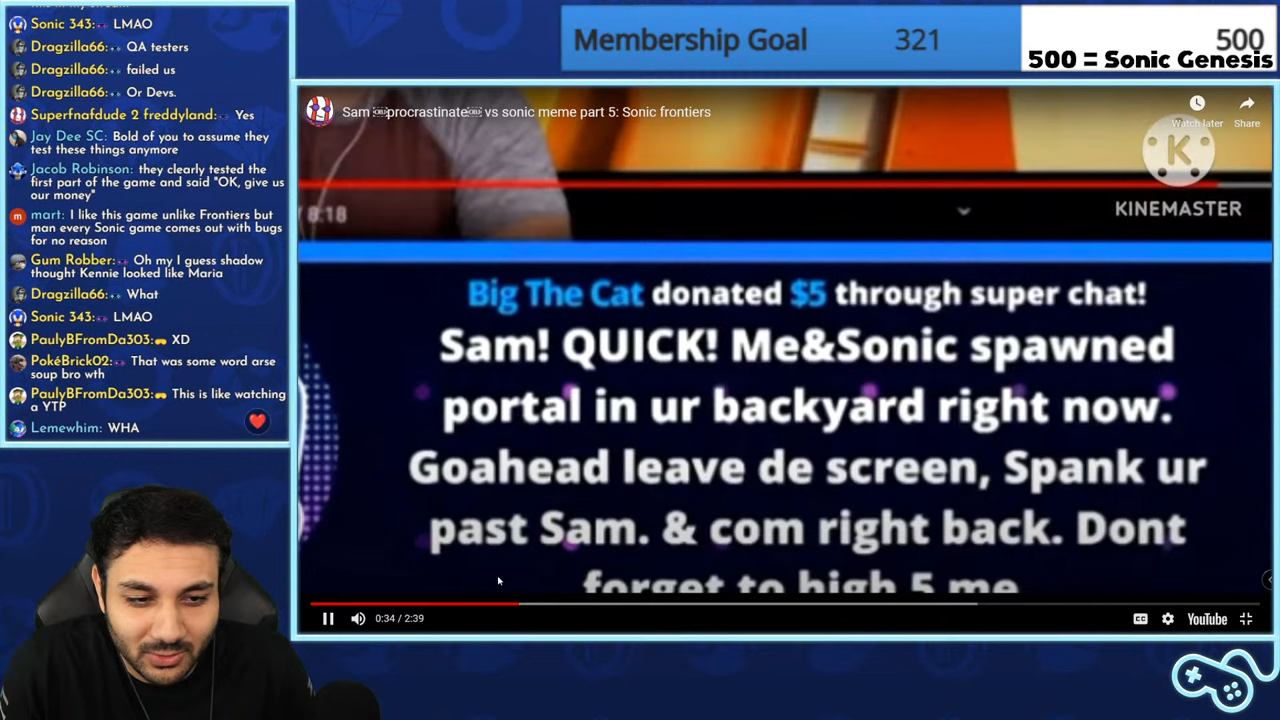 Sonic 343: LMAO
Dragzilla66: QA testers
Dragzilla66: failed us
Dragzilla66: Or Devs.
Superfnafdude 2 freddyland: Yes
Jay Dee SC: Bold of you to assume they
test these things anymore
Jacob Robinson: they clearly tested the
first part of the game and said "OK, give us
our money"
m
mart: I like this game unlike Frontiers but
man every Sonic game comes out with bugs
for no reason
Gum Robber: Oh my I guess shadow
thought Kennie looked like Maria
Dragzilla66: What
Sonic 343: LMAO
PaulyBFromDa303: XD
PokéBrick02: That was some word arse
soup bro wth
PaulyBFromDa303: This is like watching
a YTP
Lemewhim: WHA
Membership Goal 321 500
500 = Sonic Genesis
Sam procrastinate vs sonic meme part 5: Sonic frontiers
Watch later Share
K
KINEMASTER
/ 8:18
Big The Cat donated $5 through super chat!
Sam! QUICK! Me&Sonic spawned
portal in ur backyard right now.
Goahead leave de screen, Spank ur
past Sam. & com right back. Dont
forget to high 5 me
0:34 / 2:39
CC
YouTube